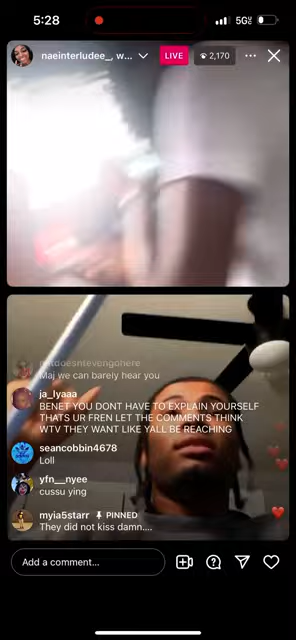 5:28
5G
naeinterludee_, w...
LIVE
2,170
Maj we can barely hear you
ja_lyaaa
BENET YOU DONT HAVE TO EXPLAIN YOURSELF
THATS UR FREN LET THE COMMENTS THINK
WTV THEY WANT LIKE YALL BE REACHING
seancobbin4678
Loll
yfn__nyee
cussu ying
myia5starr PINNED
They did not kiss damn....
Add a comment...